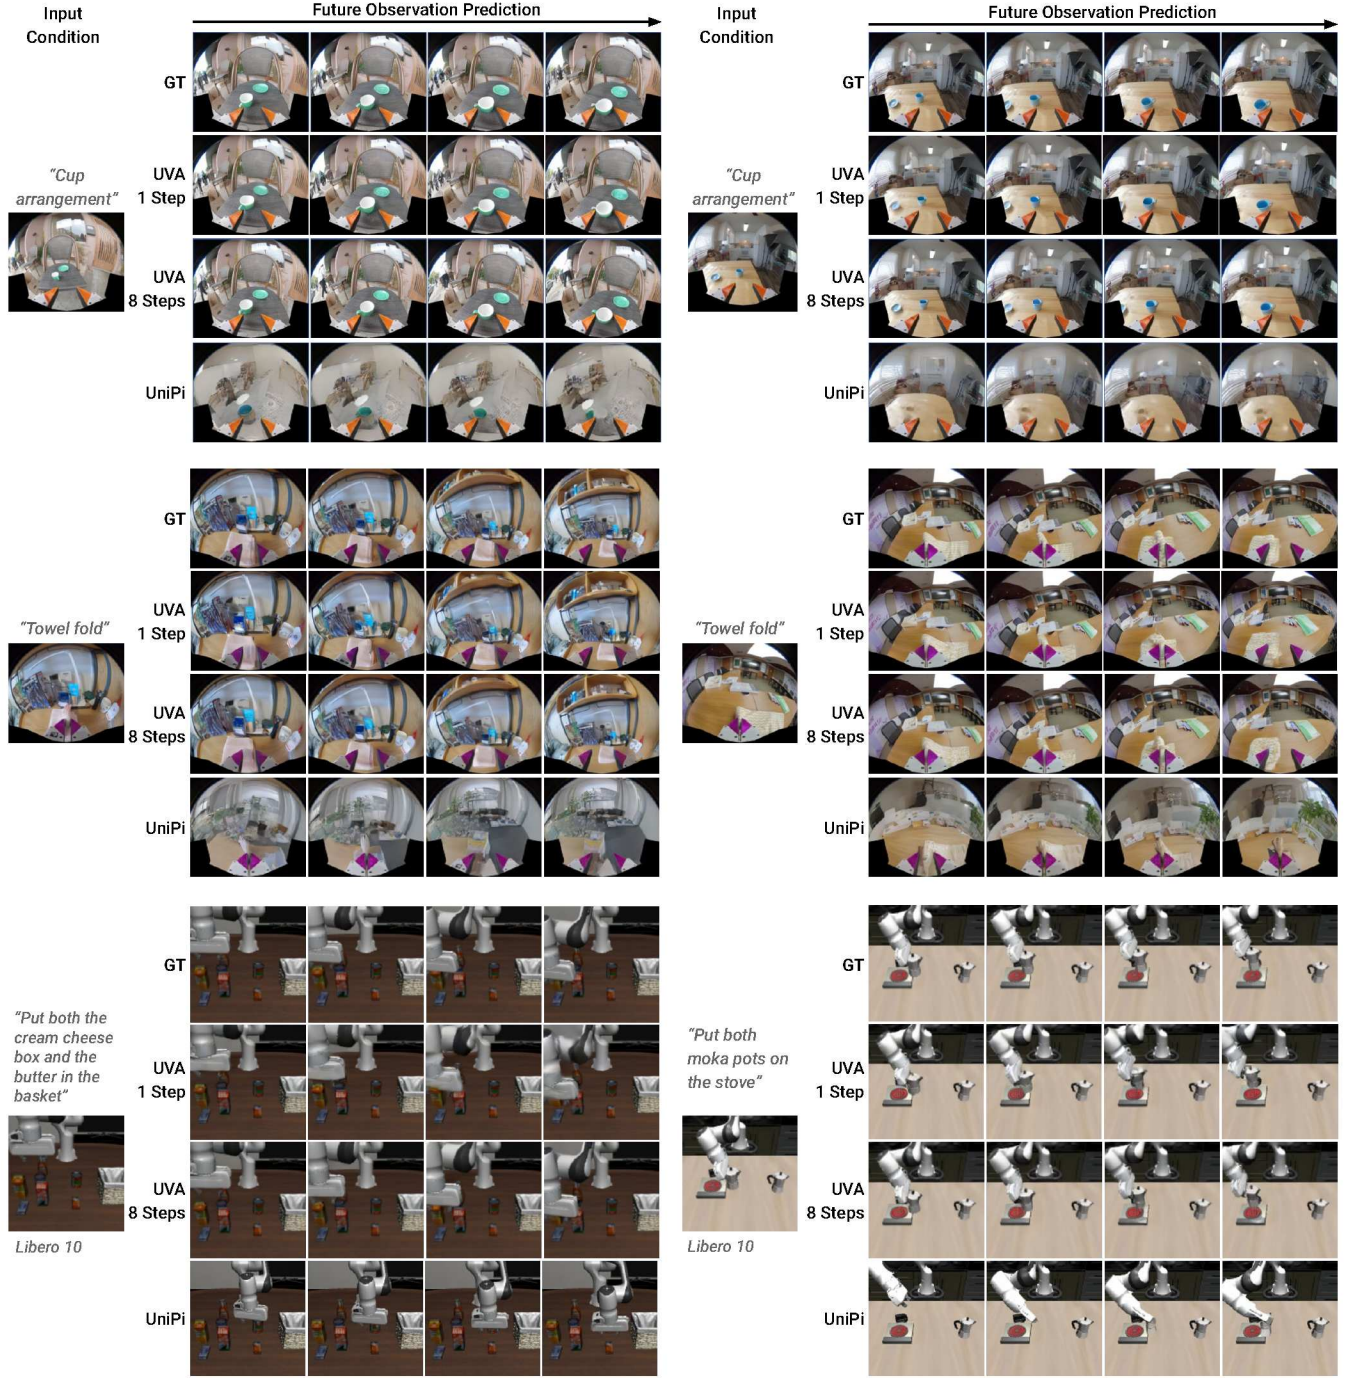 Input
Condition
Future Observation Prediction
GT
UVA
1 Step
"Cup
arrangement"
UVA
8 Steps
UniPi
GT
UVA
1 Step
"Towel fold"
UVA
8 Steps
UniPi
GT
"Put both the
cream cheese
box and the
butter in the
basket"
UVA
1 Step
UVA
8 Steps
Libero 10
UniPi
Input
Condition
Future Observation Prediction
GT
UVA
1 Step
"Cup
arrangement"
UVA
8 Steps
UniPi
GT
UVA
1 Step
"Towel fold"
UVA
8 Steps
UniPi
GT
"Put both
moka pots on
the stove"
UVA
1 Step
UVA
8 Steps
Libero 10
UniPi